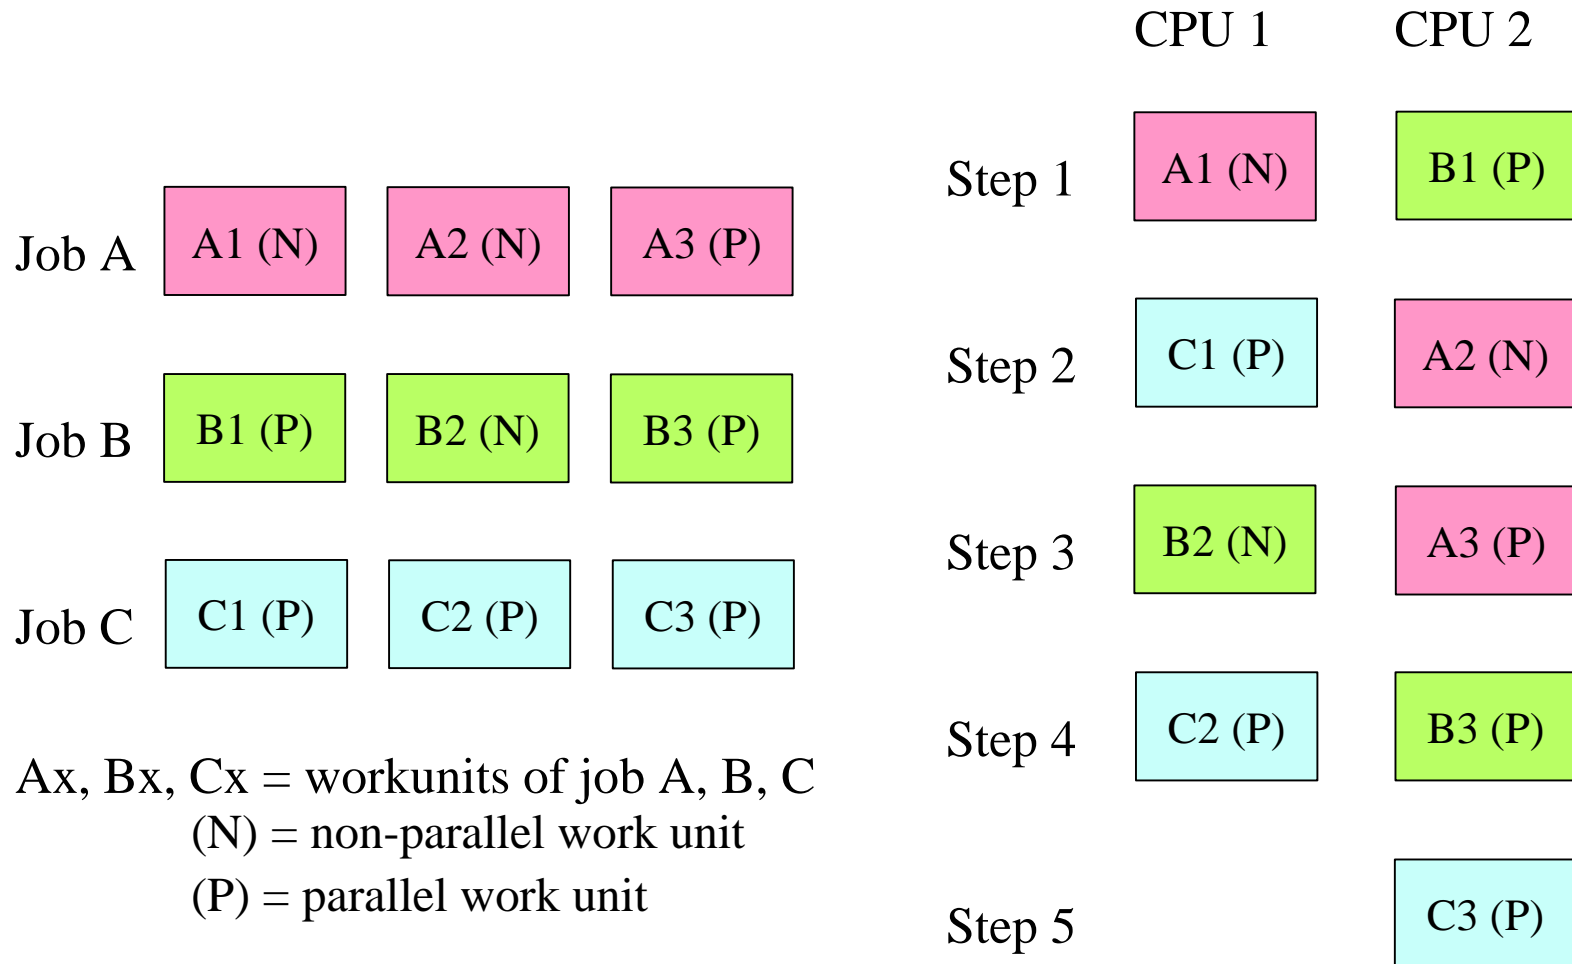 CPU 1 CPU 2
Step 1 A1 (N) B1 (P)
Job A A1 (N) A2 (N) A3 (P)
Step 2 C1 (P) A2 (N)
Job B B1 (P) B2 (N) B3 (P)
Step 3 B2 (N) A3 (P)
Job C C1 (P) C2 (P) C3 (P)
Step 4 C2 (P) B3 (P)
Ax, Bx, Cx = workunits of job A, B, C
(N) = non-parallel work unit
(P) = parallel work unit
Step 5 C3 (P)